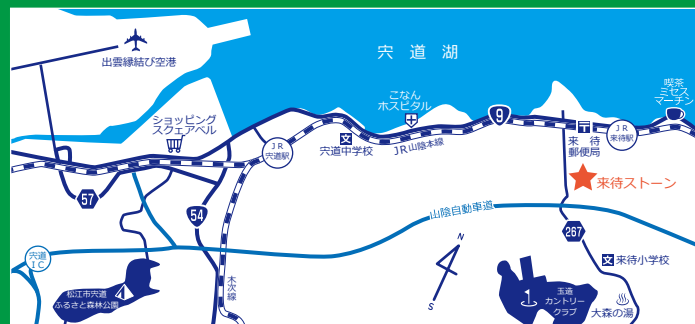 宍道湖
出雲縁結び空港
喫茶
ミセス
マーチン
こなん
ホスピタル
ショッピング
スクェアベル
9
JR
宍道駅
宍道中学校
JR山陰本線
来待
郵便局
JR
来待駅
来待ストーン
57
54
山陰自動車道
267
N
S
宍道
IC
木次線
松江市宍道
ふるさと森林公園
玉造
カントリー
クラブ
来待小学校
大森の湯
文
文